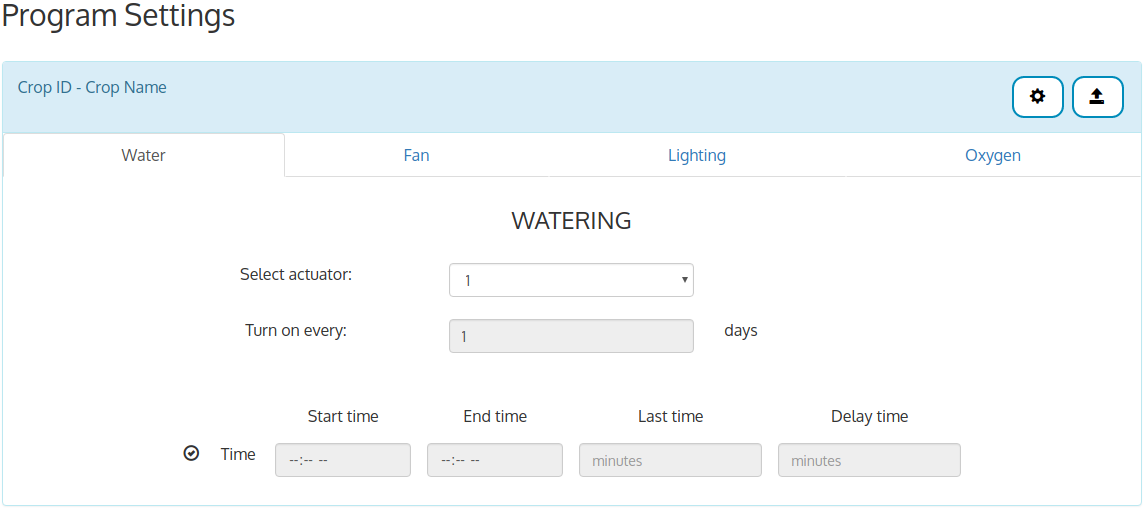 Program Settings
Crop ID - Crop Name
Water Fan Lighting Oxygen
WATERING
Select actuator: 1
Turn on every: 1 days
Start time End time Last time Delay time
Time --:-- -- --:-- -- minutes minutes